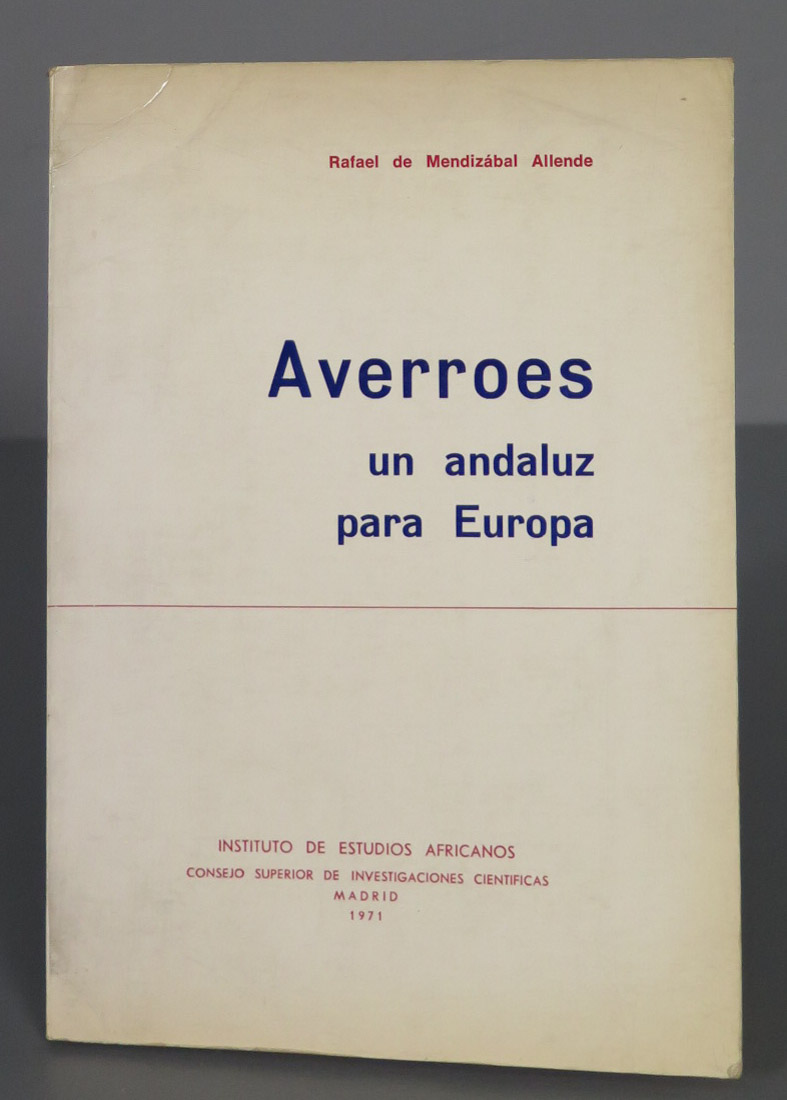 Rafael de Mendizábal Allende
Averroes
un andaluz
para Europa
INSTITUTO DE ESTUDIOS AFRICANOS
CONSEJO SUPERIOR DE INVESTIGACIONES CIENTIFICAS
MADRID
1971